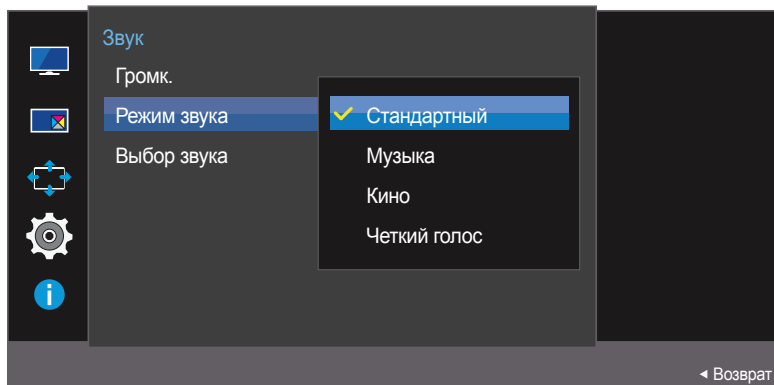 Звук
Громк.
Режим звука
Выбор звука
Стандартный
Музыка
Кино
Четкий голос
Возврат